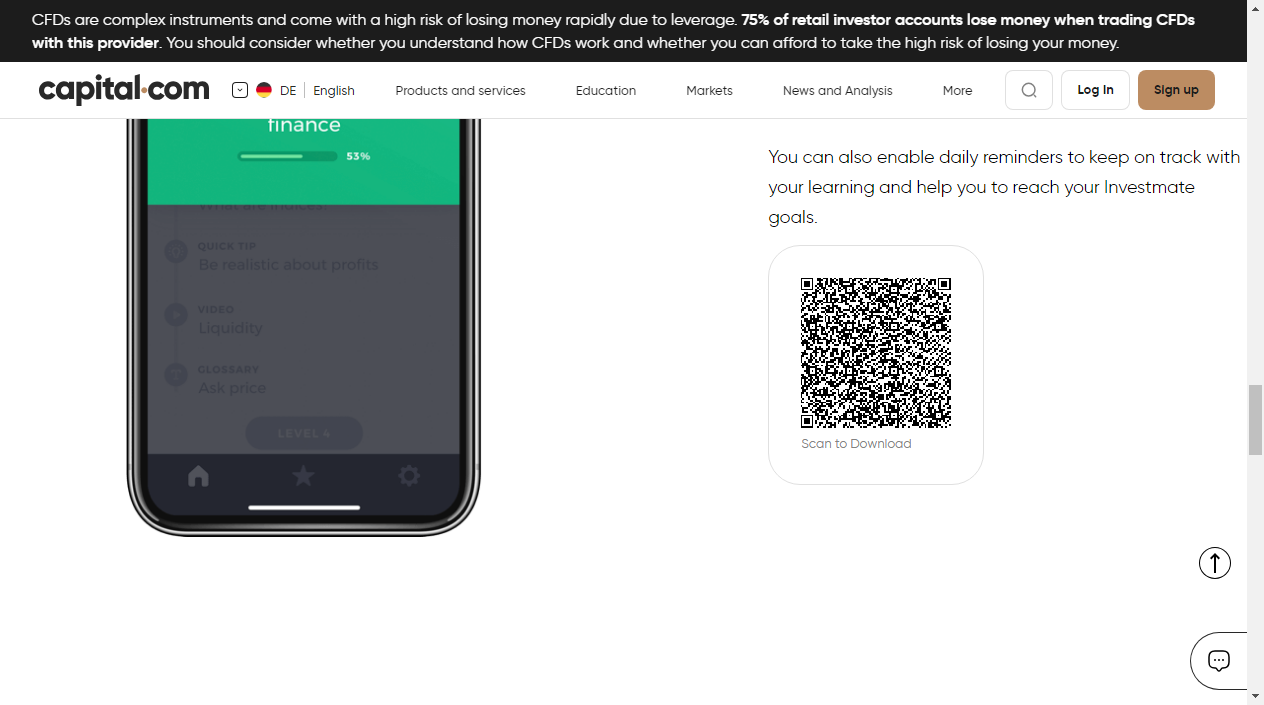 CFDs are complex instruments and come with a high risk of losing money rapidly due to leverage. 75% of retail investor accounts lose money when trading CFDs
with this provider. You should consider whether you understand how CFDs work and whether you can afford to take the high risk of losing your money.
capital.com
DE
English
Products and services
Education
Markets
News and Analysis
More
Log In
Sign up
finance
53%
What are indices?
QUICK TIP
Be realistic about profits
VIDEO
Liquidity
GLOSSARY
Ask price
LEVEL 4
You can also enable daily reminders to keep on track with
your learning and help you to reach your Investmate
goals.
Scan to Download